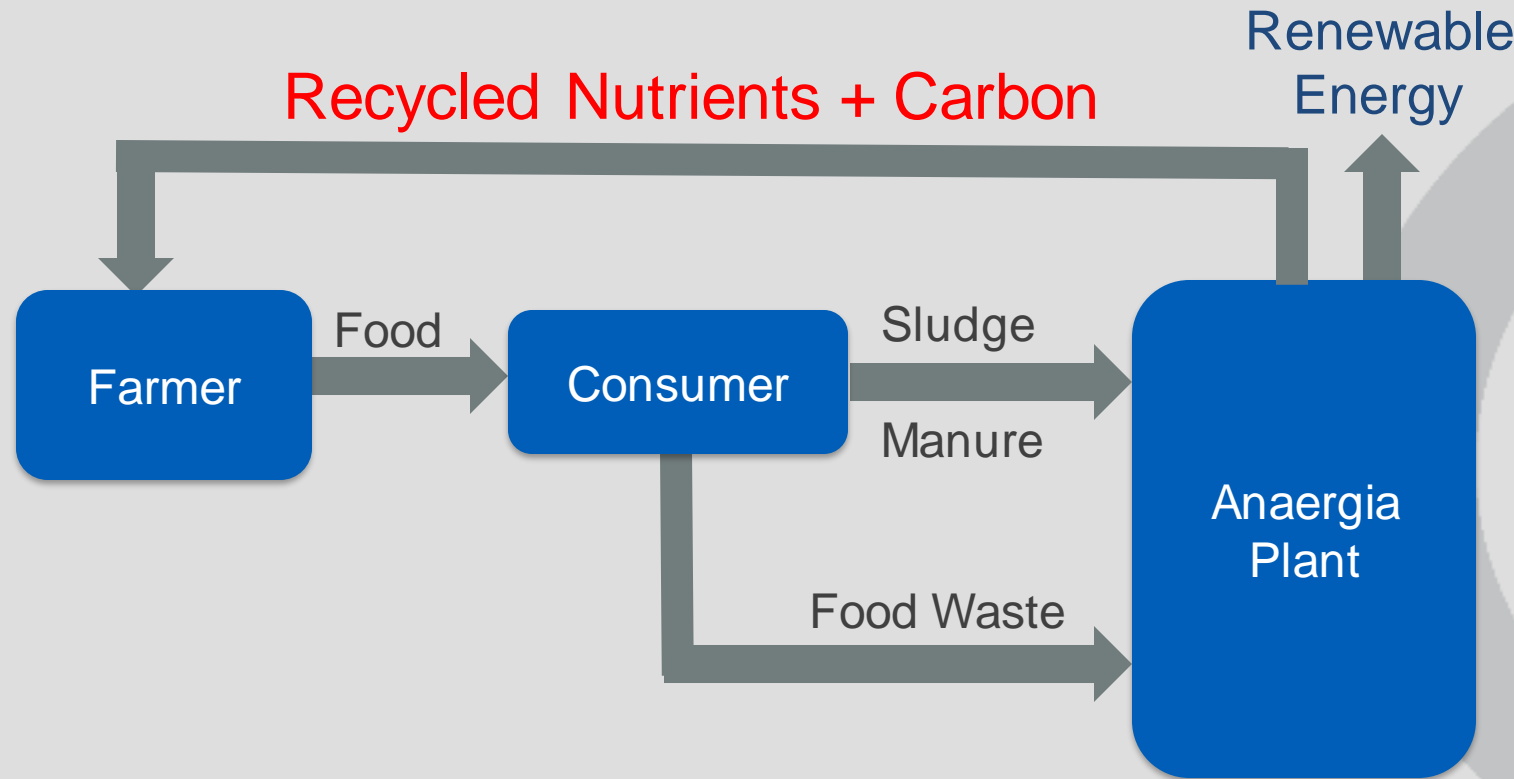 Renewable
Energy
Recycled Nutrients + Carbon
Farmer
Food
Consumer
Sludge
Manure
Food Waste
Anaergia
Plant